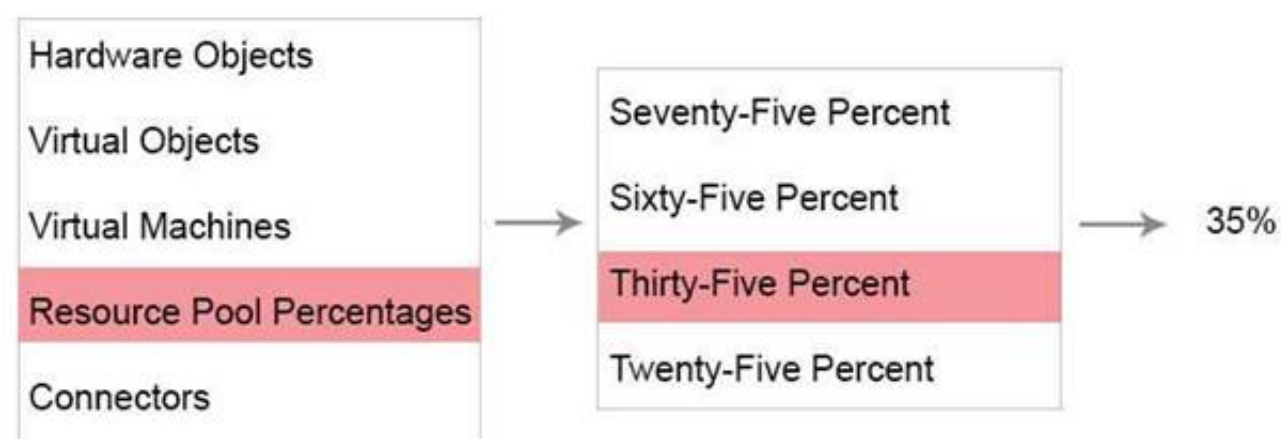 Hardware Objects
Virtual Objects
Virtual Machines
Resource Pool Percentages
Connectors
Seventy-Five Percent
Sixty-Five Percent
Thirty-Five Percent
Twenty-Five Percent
35%